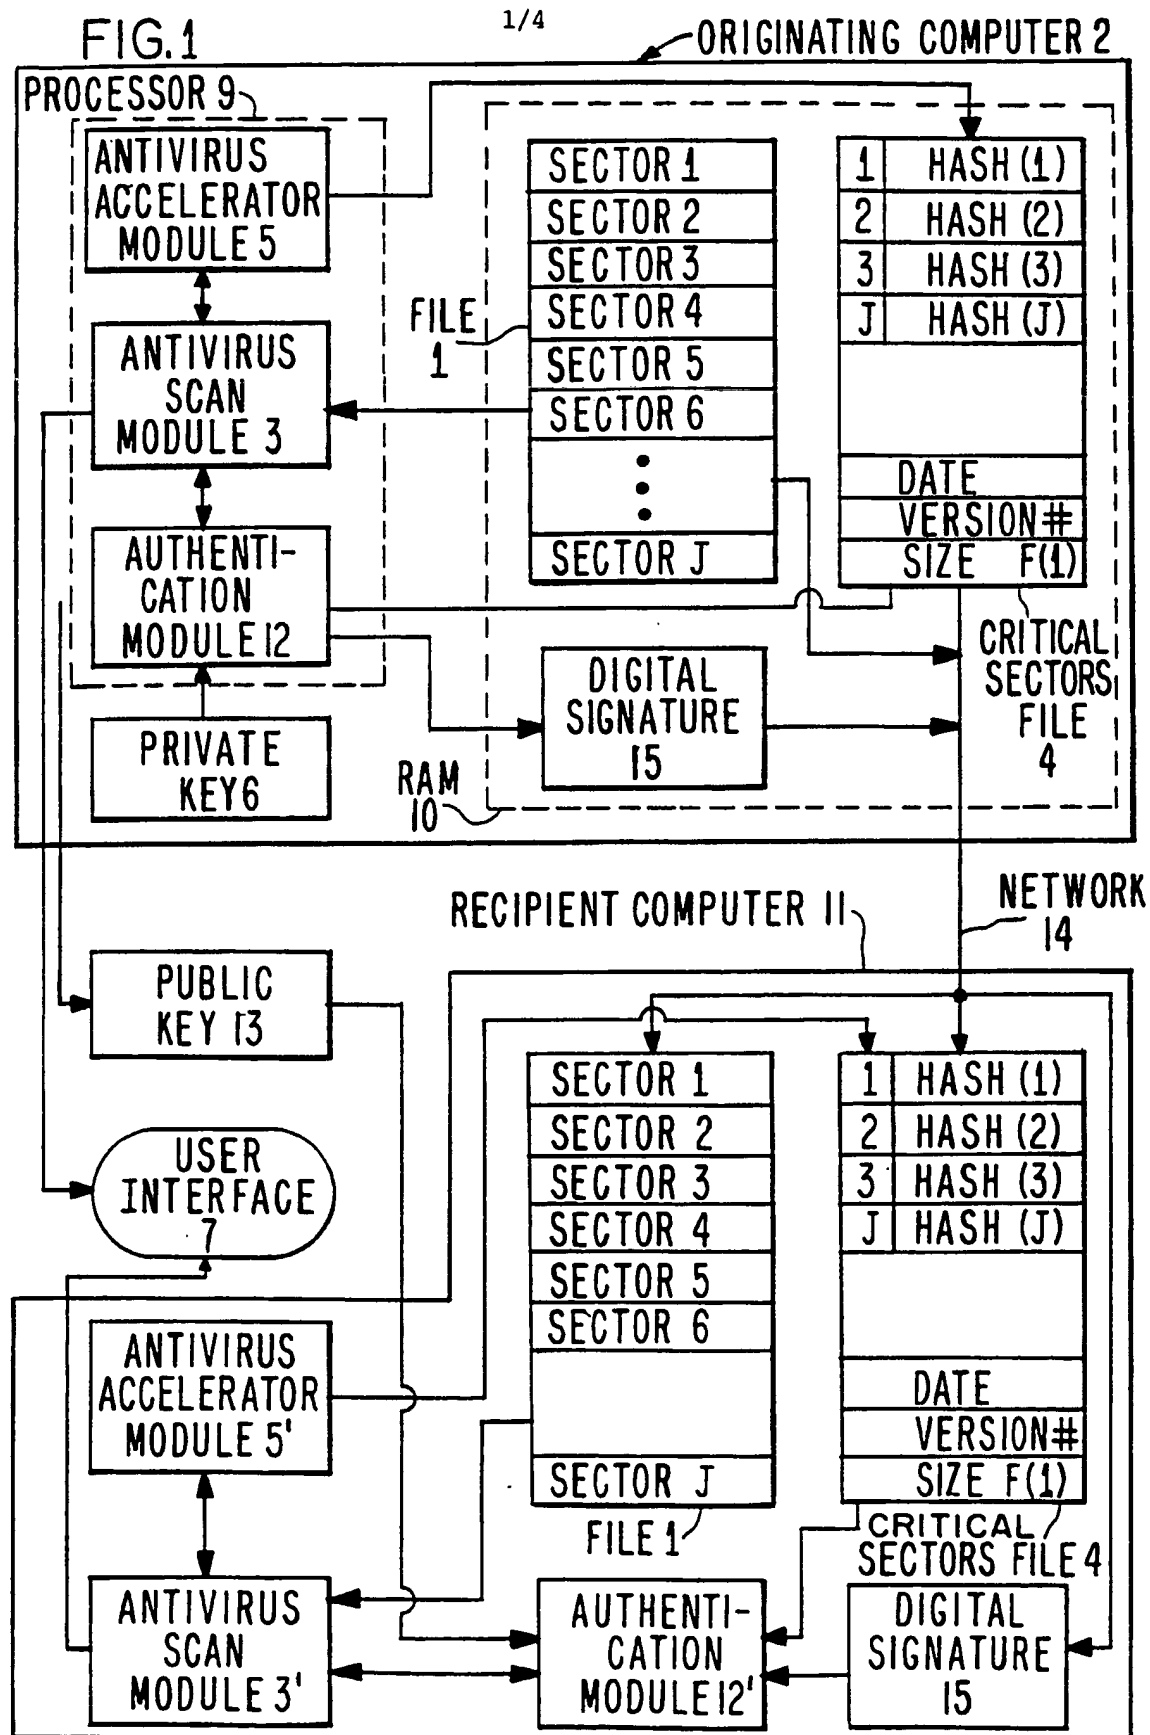 1/4
FIG.1
ORIGINATING COMPUTER 2
PROCESSOR 9
ANTIVIRUS
ACCELERATOR
MODULE 5
ANTIVIRUS
SCAN
MODULE 3
AUTHENTI-
CATION
MODULE 12
PRIVATE
KEY 6
FILE
1
SECTOR 1
SECTOR 2
SECTOR 3
SECTOR 4
SECTOR 5
SECTOR 6
SECTOR J
1 HASH (1)
2 HASH (2)
3 HASH (3)
J HASH (J)
DATE
VERSION#
SIZE F(1)
CRITICAL
SECTORS
FILE
4
DIGITAL
SIGNATURE
15
RAM
10
NETWORK
14
RECIPIENT COMPUTER 11
PUBLIC
KEY 13
USER
INTERFACE
7
ANTIVIRUS
ACCELERATOR
MODULE 5'
ANTIVIRUS
SCAN
MODULE 3'
SECTOR 1
SECTOR 2
SECTOR 3
SECTOR 4
SECTOR 5
SECTOR 6
SECTOR J
FILE 1
1 HASH (1)
2 HASH (2)
3 HASH (3)
J HASH (J)
DATE
VERSION#
SIZE F(1)
CRITICAL
SECTORS FILE 4
AUTHENTI-
CATION
MODULE 12'
DIGITAL
SIGNATURE
15